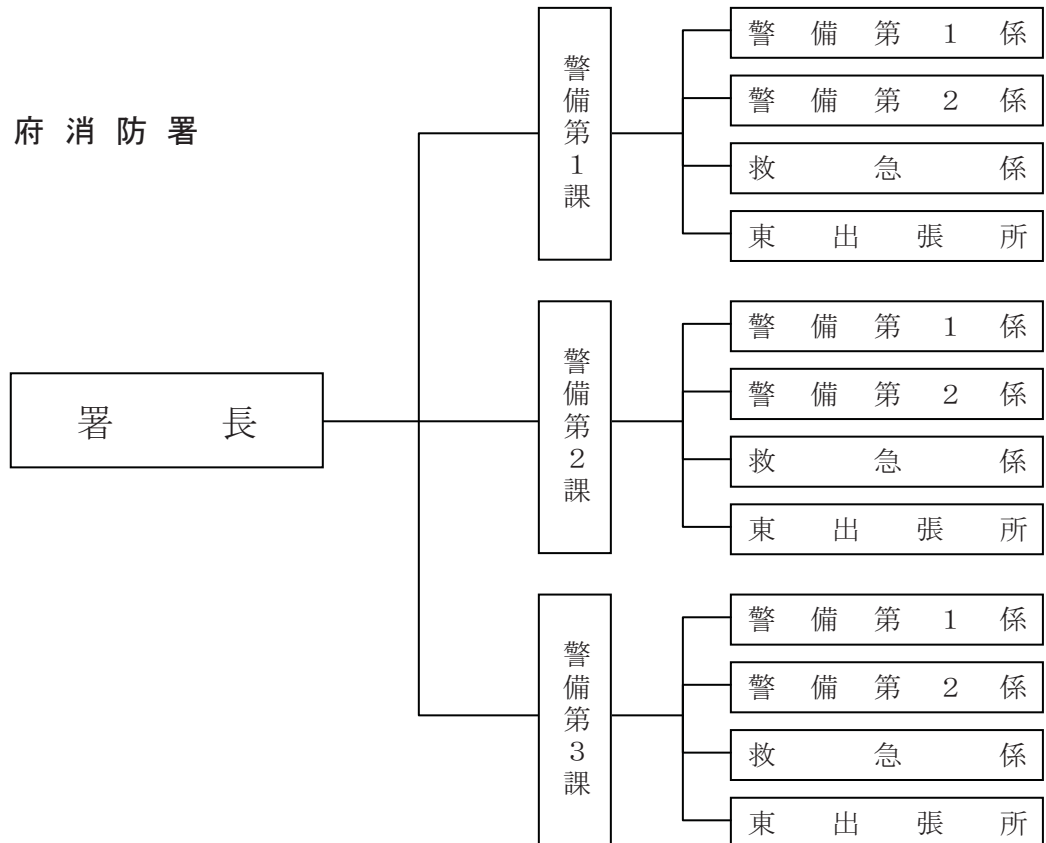 府消防署
署長
警備第1課
警備第1係
警備第2係
救急係
東出張所
警備第2課
警備第1係
警備第2係
救急係
東出張所
警備第3課
警備第1係
警備第2係
救急係
東出張所